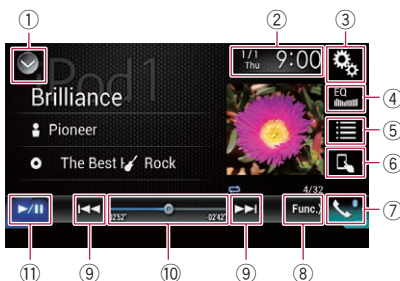 ① ② ③
iPod 1
1/1
Thu 9:00
Brilliance
EQ
④
Pioneer
⑤
The Best Rock
⑥
4/32
02'52" -02'42"
Func.
⑦
⑪ ⑨ ⑩ ⑨ ⑧